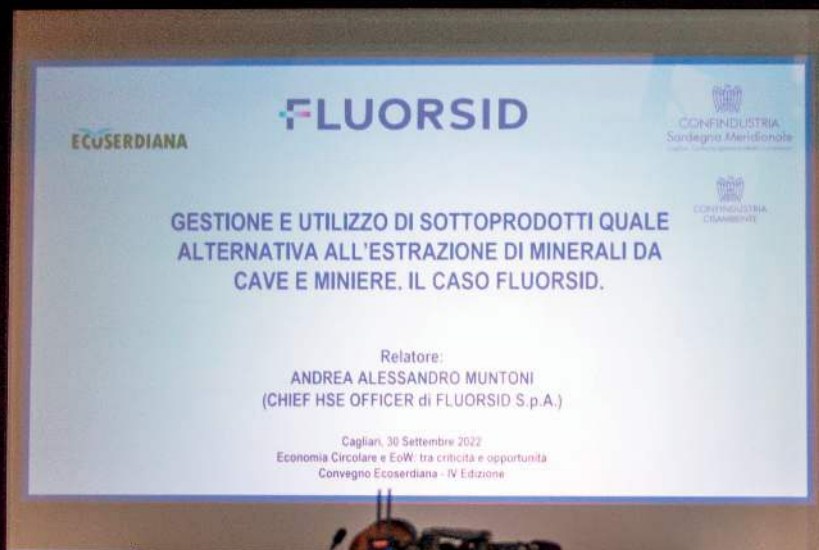 FLUORSID
ECOSERDIANA
CONFINDUSTRIA
Sardegna Meridionale
CONFINDUSTRIA
CISAMBIENTE
GESTIONE E UTILIZZO DI SOTTOPRODOTTI QUALE
ALTERNATIVA ALL'ESTRAZIONE DI MINERALI DA
CAVE E MINIERE. IL CASO FLUORSID.
Relatore:
ANDREA ALESSANDRO MUNTONI
(CHIEF HSE OFFICER di FLUORSID S.p.A.)
Cagliari, 30 Settembre 2022
Economia Circolare e EoW: tra criticità e opportunità
Convegno Ecoserdiana - IV Edizione